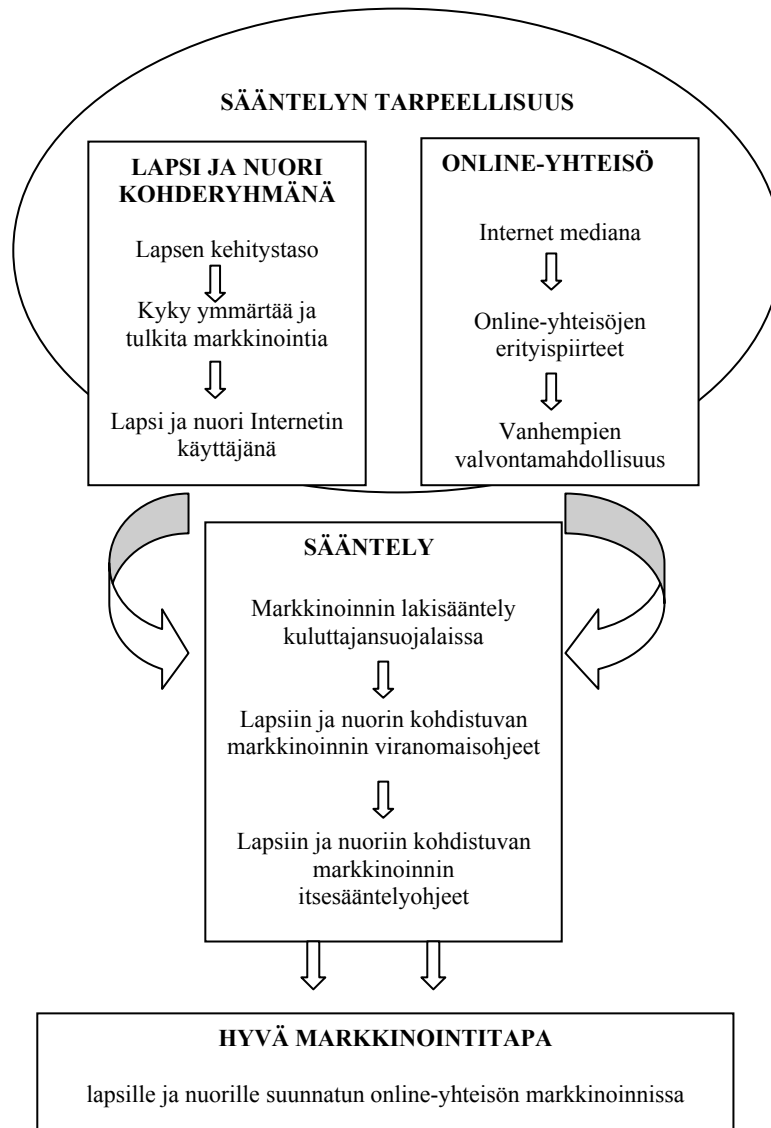 SÄÄNTELYN TARPEELLISUUS
LAPSI JA NUORI
KOHDERYHMÄNÄ
Lapsen kehitystaso
Kyky ymmärtää ja
tulkita markkinointia
Lapsi ja nuori Internetin
käyttäjänä
ONLINE-YHTEISÖ
Internet mediana
Online-yhteisöjen
erityispiirteet
Vanhempien
valvontamahdollisuus
SÄÄNTELY
Markkinoinnin lakisääntely
kuluttajansuojalaissa
Lapsiin ja nuorin kohdistuvan
markkinoinnin viranomaisohjeet
Lapsiin ja nuoriin kohdistuvan
markkinoinnin
itsesääntelyohjeet
HYVÄ MARKKINOINTITAPA
lapsille ja nuorille suunnatun online-yhteisön markkinoinnissa